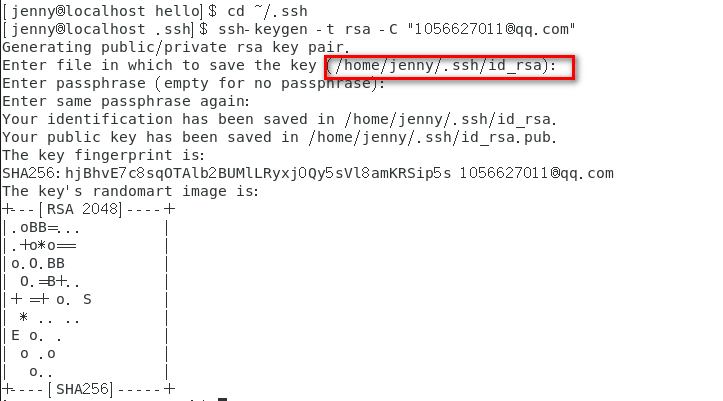 [jenny@localhost hello]$ cd ~/.ssh
[jenny@localhost .ssh]$ ssh-keygen -t rsa -C "1056627011@qq.com"
Generating public/private rsa key pair.
Enter file in which to save the key (/home/jenny/.ssh/id_rsa):
Enter passphrase (empty for no passphrase):
Enter same passphrase again:
Your identification has been saved in /home/jenny/.ssh/id_rsa.
Your public key has been saved in /home/jenny/.ssh/id_rsa.pub.
The key fingerprint is:
SHA256:hjBhvE7c8sqOTAlb2BUMlLRyxj0Qy5sVl8amKRSip5s 1056627011@qq.com
The key's randomart image is:
+---[RSA 2048]----+
|.oBB=...         |
|.+o*o==          |
|o.O.BB           |
| O.=B+..         |
|+ =+ o. S        |
| * .. ..         |
|E o. .           |
| o .o            |
|  o..            |
+----[SHA256]-----+